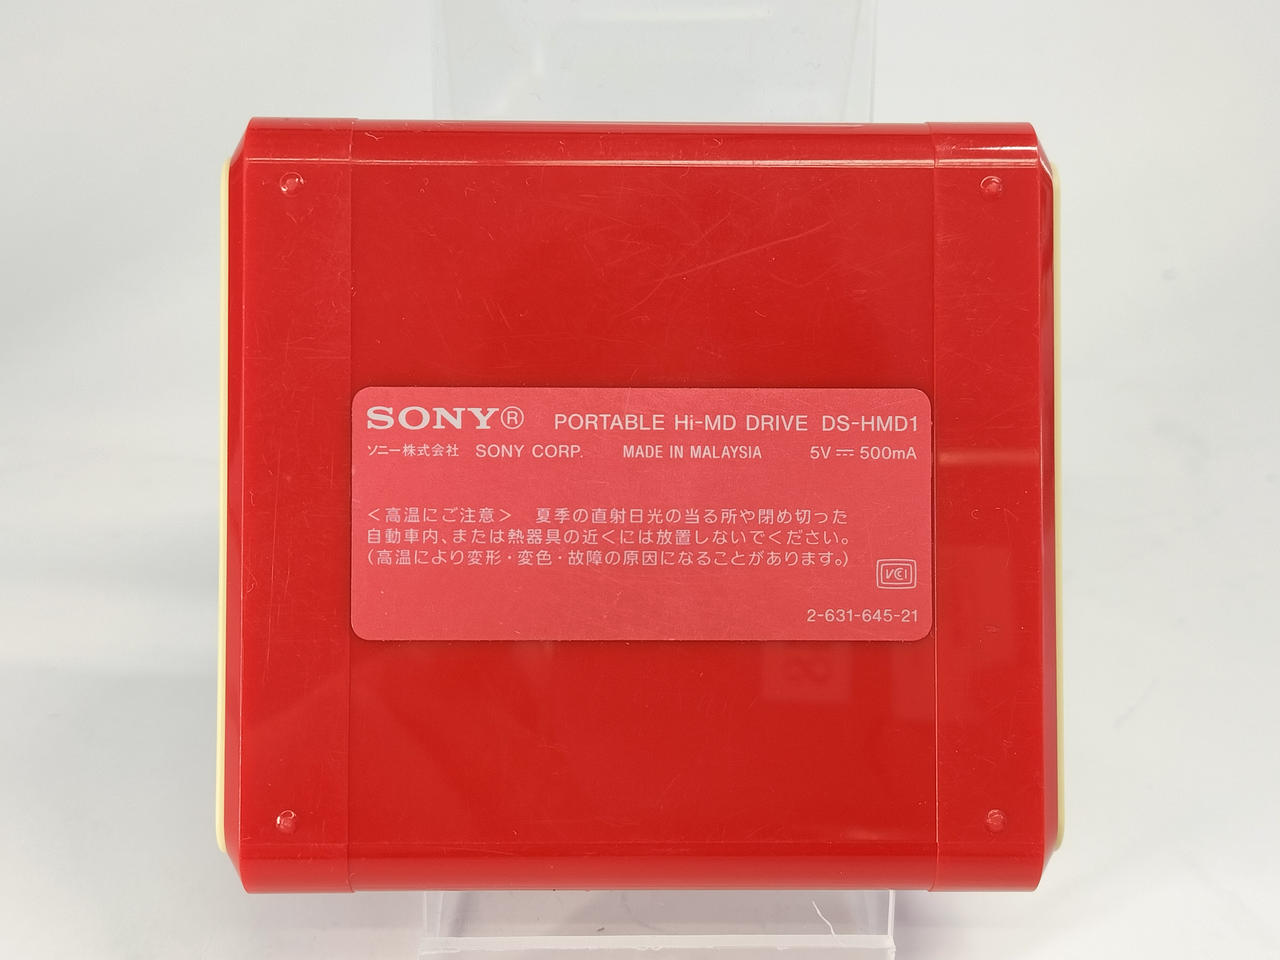 SONY® PORTABLE Hi-MD DRIVE DS-HMD1
ソニー株式会社 SONY CORP. MADE IN MALAYSIA 5V⎓500mA
<高温にご注意> 夏季の直射日光の当る所や閉め切った
自動車内、または熱器具の近くには放置しないでください。
(高温により変形・変色・故障の原因になることがあります。)
VCI
2-631-645-21